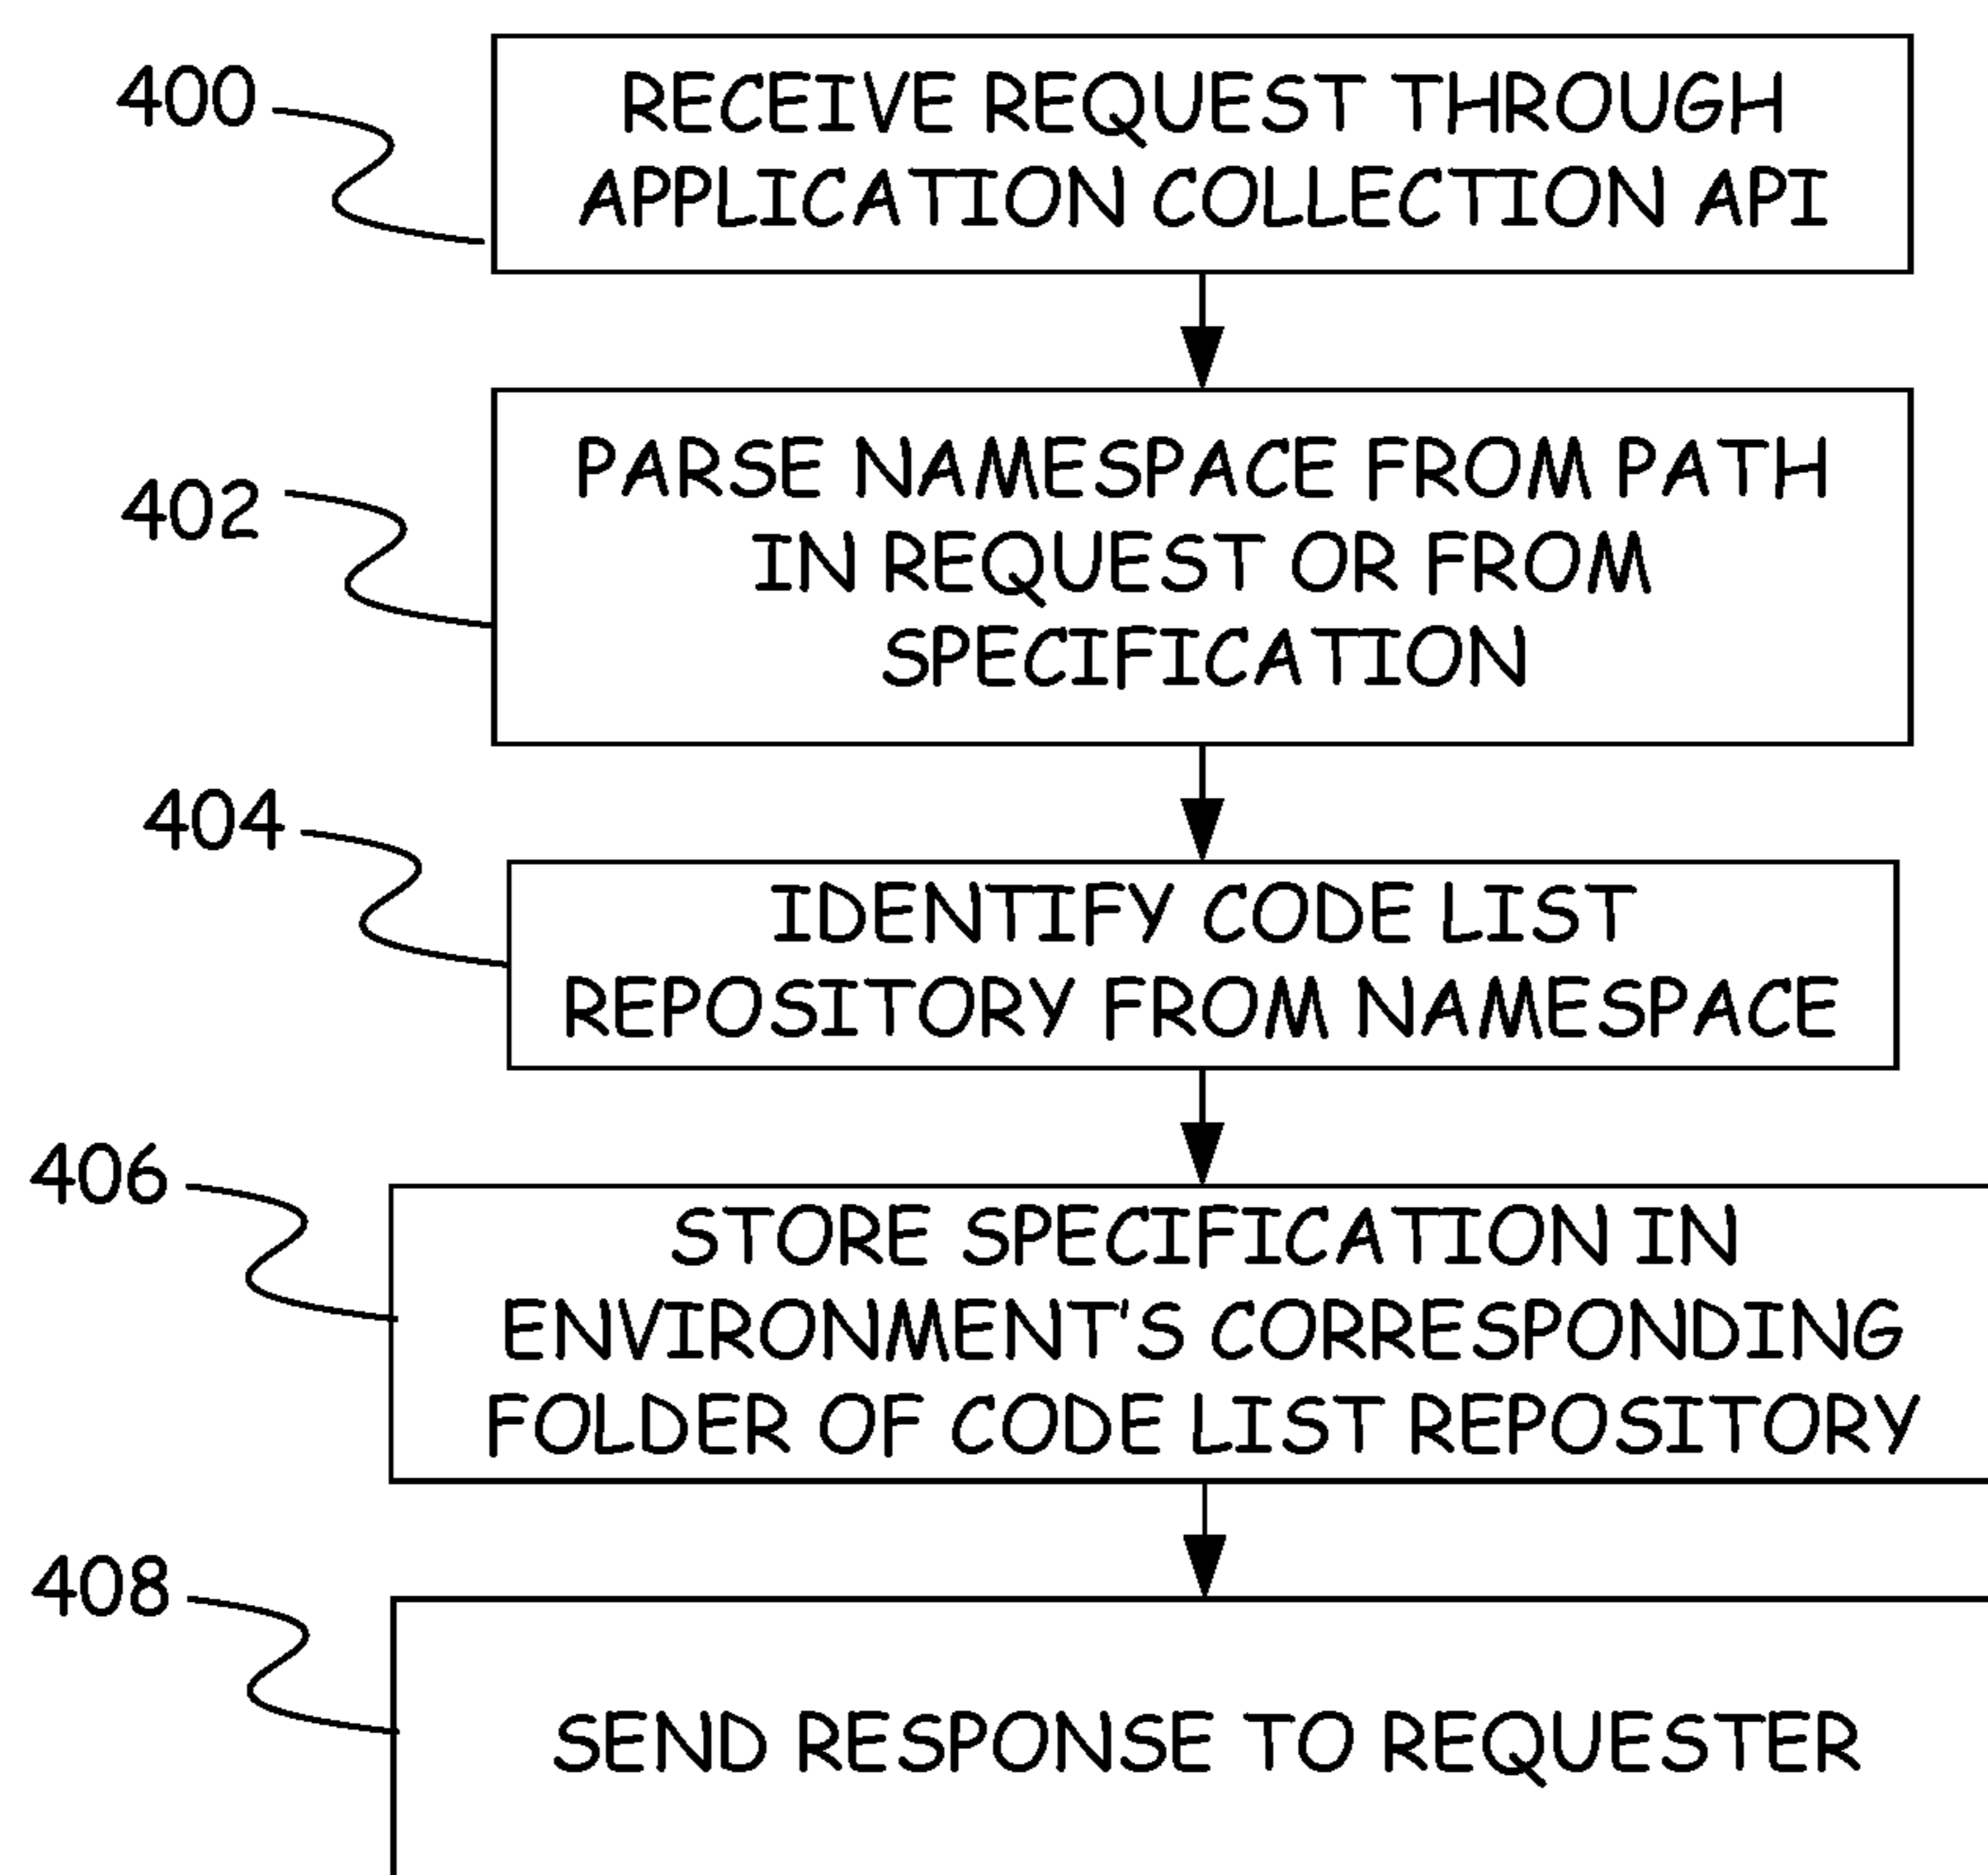 400
RECEIVE REQUEST THROUGH
APPLICATION COLLECTION API
402
PARSE NAMESPACE FROM PATH
IN REQUEST OR FROM
SPECIFICATION
404
IDENTIFY CODE LIST
REPOSITORY FROM NAMESPACE
406
STORE SPECIFICATION IN
ENVIRONMENT'S CORRESPONDING
FOLDER OF CODE LIST REPOSITORY
408
SEND RESPONSE TO REQUESTER